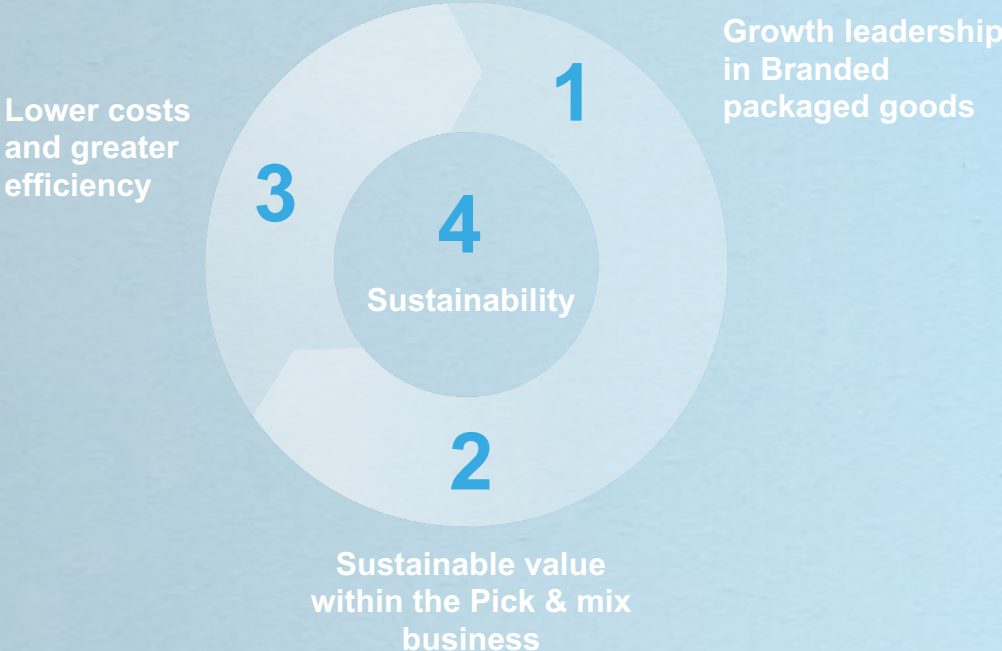 1
Growth leadership
in Branded
packaged goods
2
Sustainable value
within the Pick & mix
business
3
Lower costs
and greater
efficiency
4
Sustainability